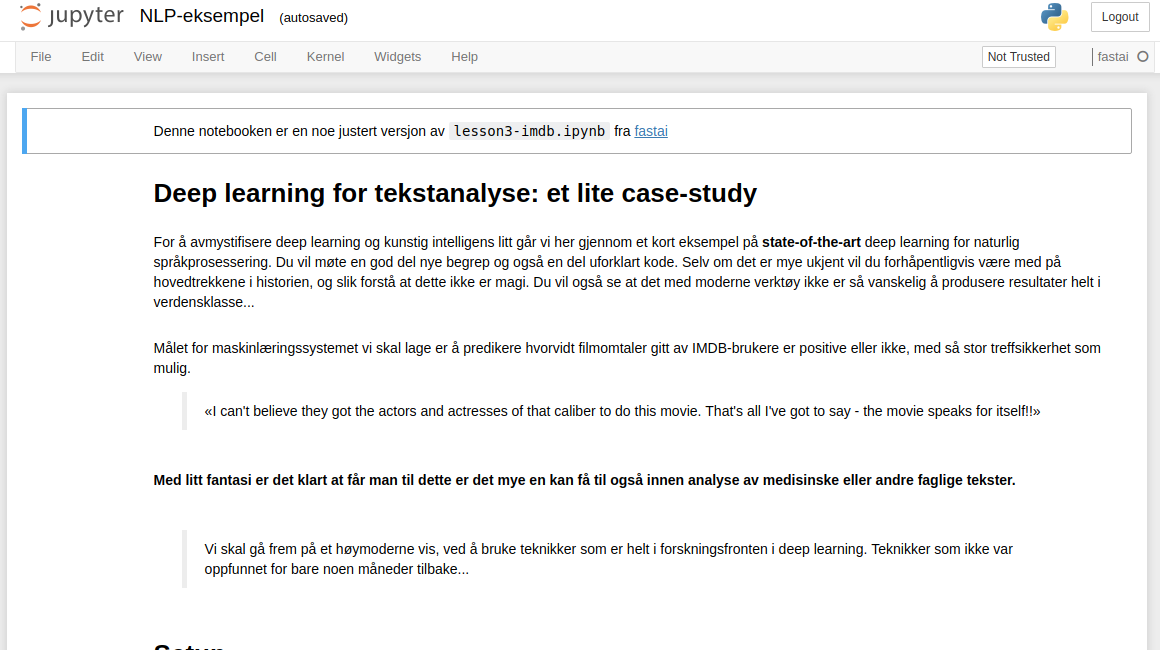 jupyter NLP-eksempel (autosaved) Logout
File Edit View Insert Cell Kernel Widgets Help Not Trusted fastai
Denne notebooken er en noe justert versjon av lesson3-imdb.ipynb fra fastai
Deep learning for tekstanalyse: et lite case-study
For å avmystifisere deep learning og kunstig intelligens litt går vi her gjennom et kort eksempel på state-of-the-art deep learning for naturlig
språkprosessering. Du vil møte en god del nye begrep og også en del uforklart kode. Selv om det er mye ukjent vil du forhåpentligvis være med på
hovedtrekkene i historien, og slik forstå at dette ikke er magi. Du vil også se at det med moderne verktøy ikke er så vanskelig å produsere resultater helt i
verdensklasse...
Målet for maskinlæringssystemet vi skal lage er å predikere hvorvidt filmomtaler gitt av IMDB-brukere er positive eller ikke, med så stor treffsikkerhet som
mulig.
«I can't believe they got the actors and actresses of that caliber to do this movie. That's all I've got to say - the movie speaks for itself!!»
Med litt fantasi er det klart at får man til dette er det mye en kan få til også innen analyse av medisinske eller andre faglige tekster.
Vi skal gå frem på et høymoderne vis, ved å bruke teknikker som er helt i forskningsfronten i deep learning. Teknikker som ikke var
oppfunnet for bare noen måneder tilbake...
Setup